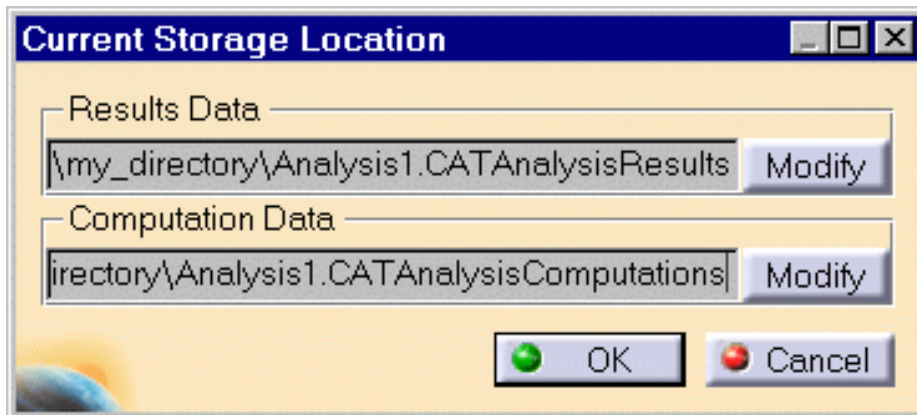 Current Storage Location
Results Data
\my_directory\Analysis1.CATAnalysisResults Modify
Computation Data
irectory\Analysis1.CATAnalysisComputations Modify
OK Cancel